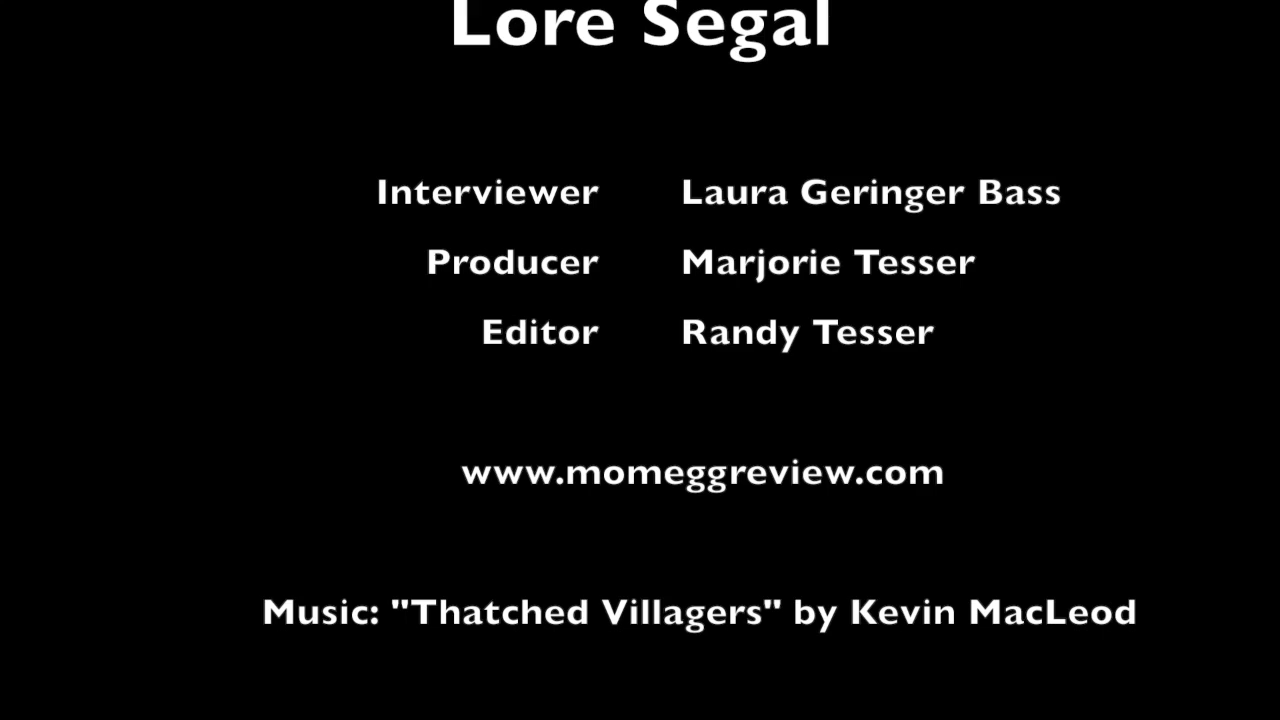 Lore Segal
Interviewer Laura Geringer Bass
Producer Marjorie Tesser
Editor Randy Tesser
www.momeggreview.com
Music: "Thatched Villagers" by Kevin MacLeod